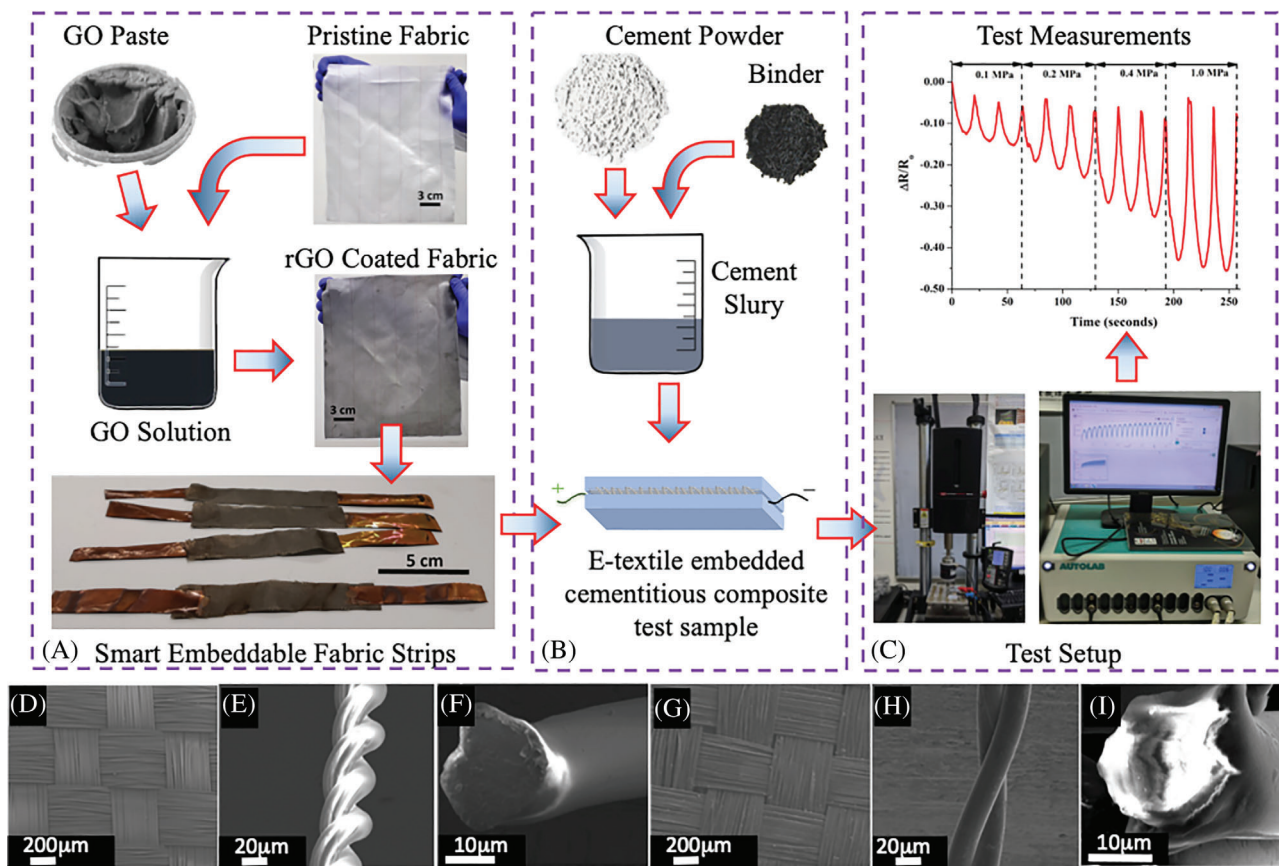 GO Paste
Pristine Fabric
3 cm
rGO Coated Fabric
3 cm
GO Solution
5 cm
(A)
Smart Embeddable Fabric Strips
Cement Powder
Binder
Cement
Slury
+
−
E-textile embedded
cementitious composite
test sample
(B)
Test Measurements
0.1 MPa
0.2 MPa
0.4 MPa
1.0 MPa
0.00
-0.10
-0.20
-0.30
-0.40
-0.50
ΔR/Rₒ
0
50
100
150
200
250
Time (seconds)
AUTOLAB
(C)
Test Setup
(D)
200µm
(E)
20µm
(F)
10µm
(G)
200µm
(H)
20µm
(I)
10µm